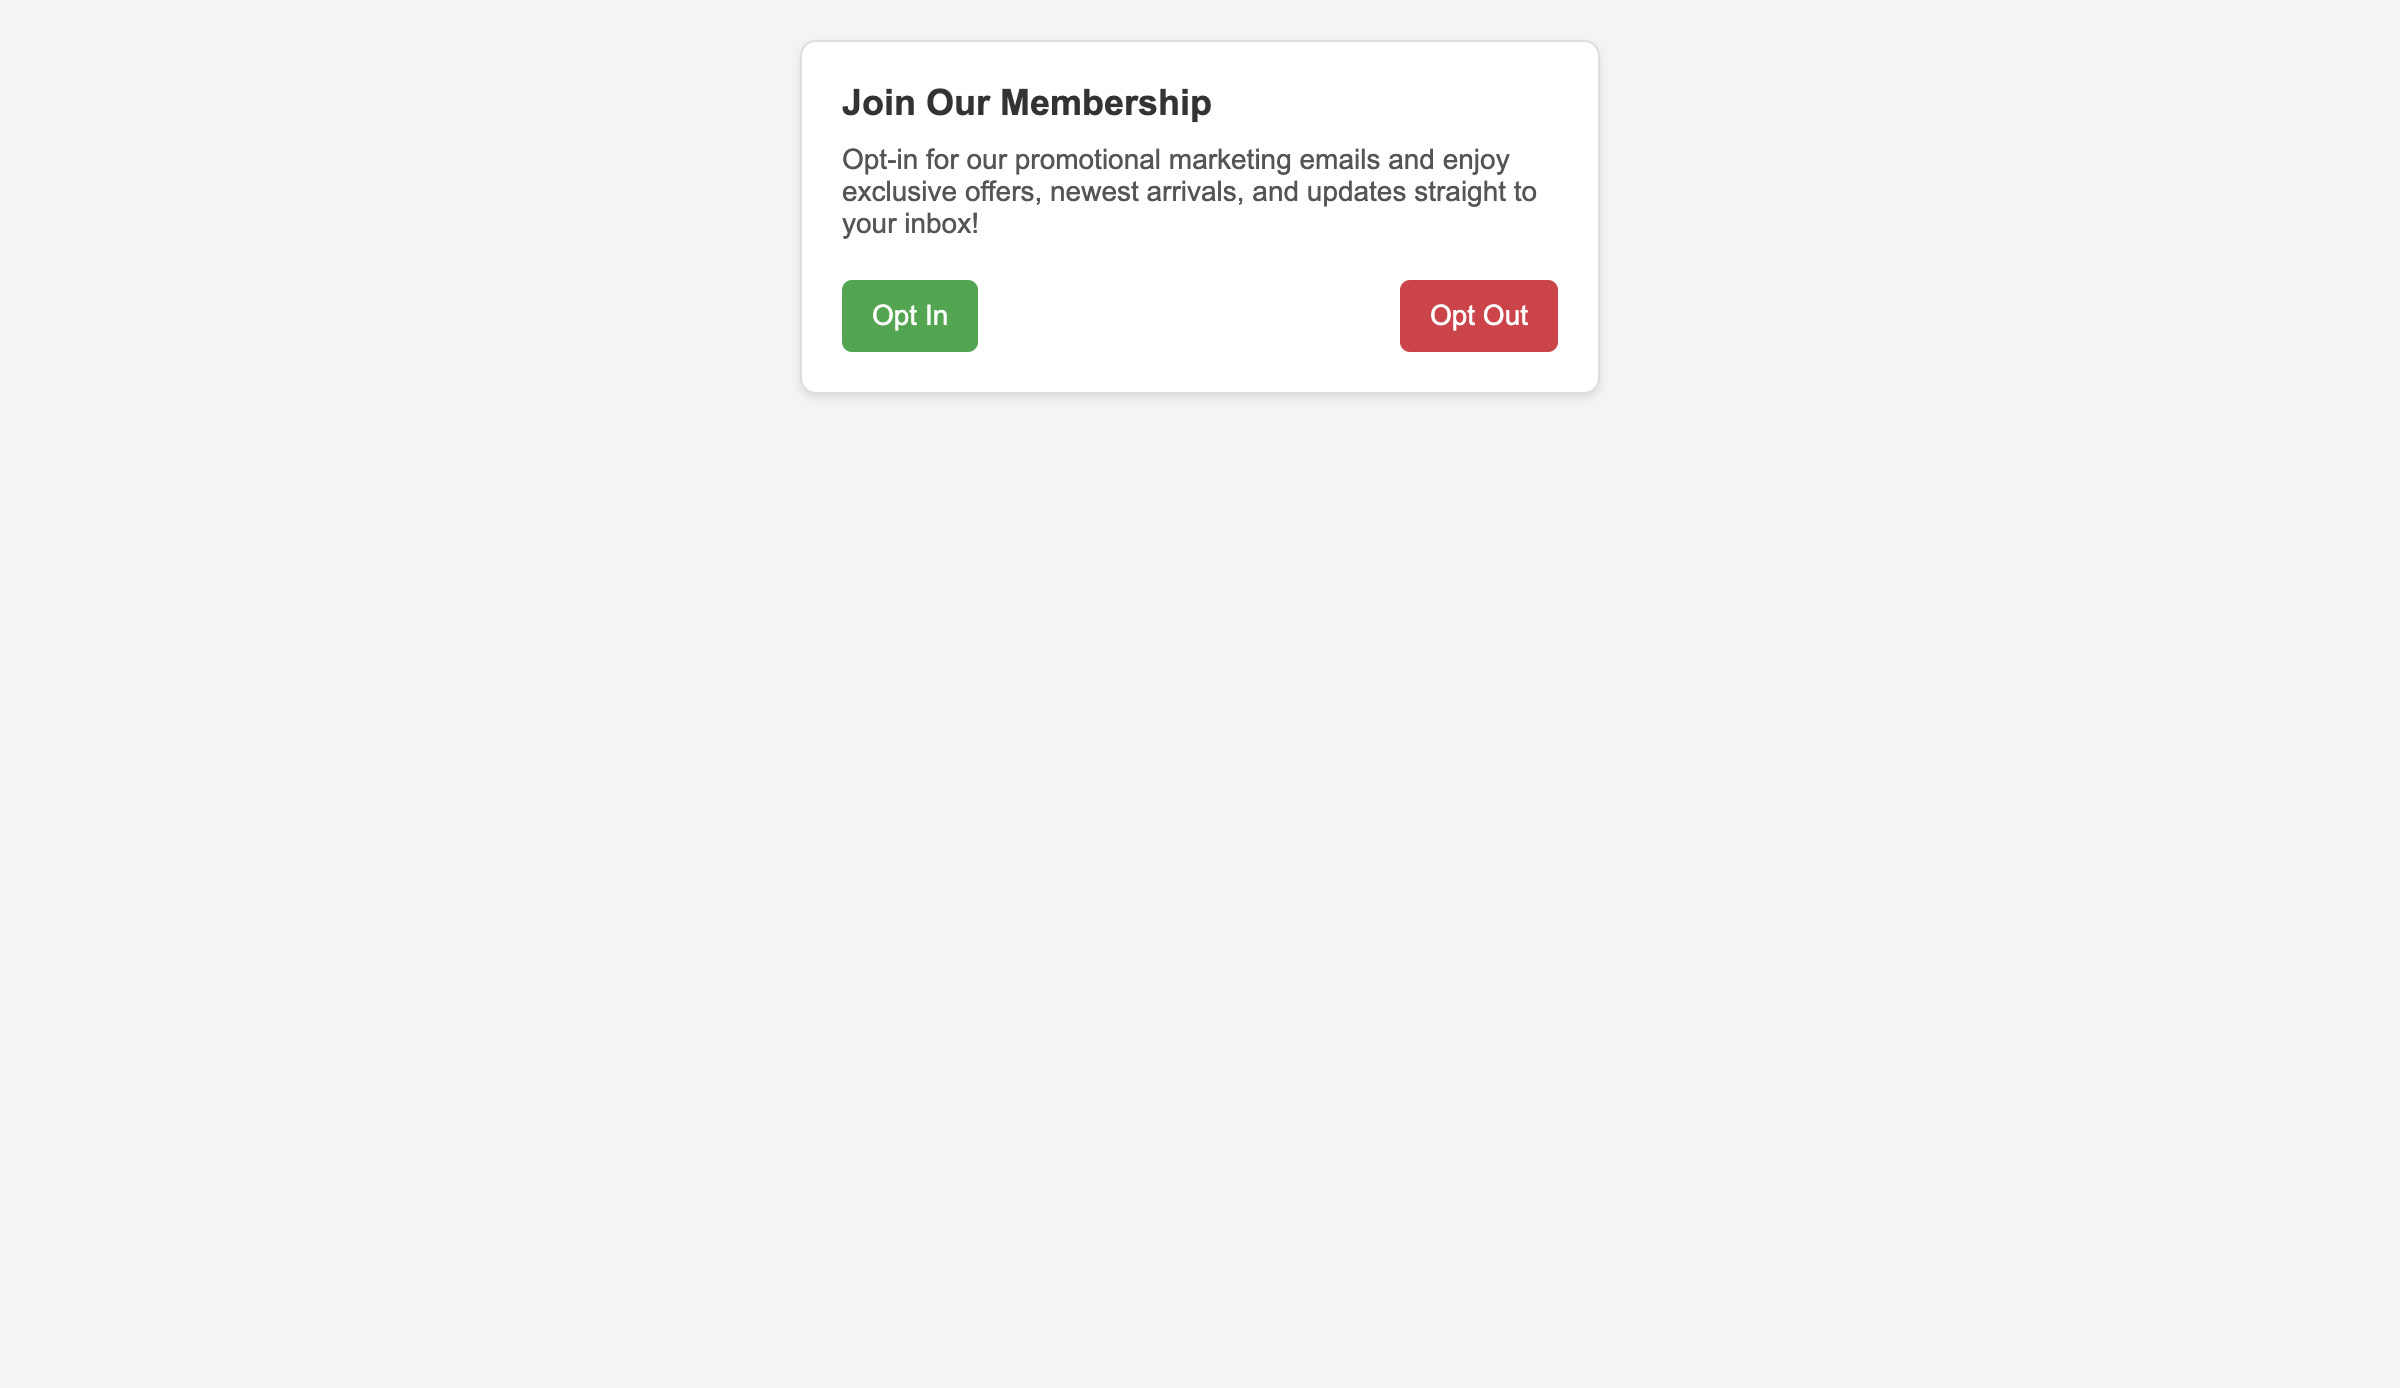 Join Our Membership
Opt-in for our promotional marketing emails and enjoy
exclusive offers, newest arrivals, and updates straight to
your inbox!
Opt In
Opt Out